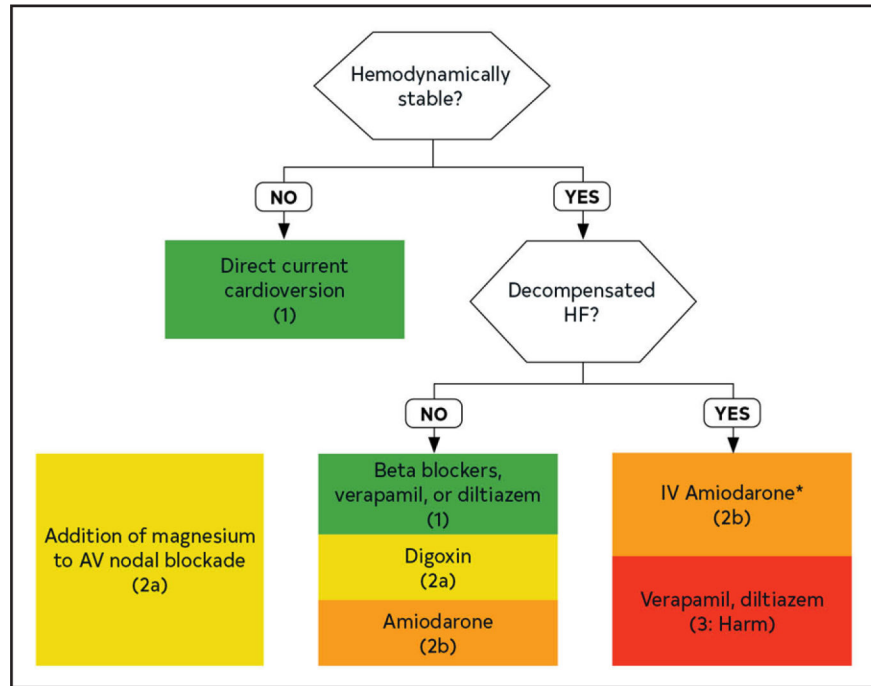 Hemodynamically
stable?
NO
YES
Direct current
cardioversion
(1)
Decompensated
HF?
NO
YES
Addition of magnesium
to AV nodal blockade
(2a)
Beta blockers,
verapamil, or diltiazem
(1)
Digoxin
(2a)
Amiodarone
(2b)
IV Amiodarone*
(2b)
Verapamil, diltiazem
(3: Harm)